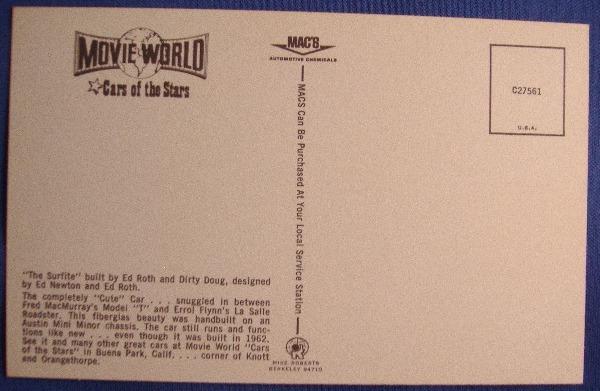 MOVIE WORLD
Cars of the Stars
"The Surfite" built by Ed Roth and Dirty Doug, designed
by Ed Newton and Ed Roth.
The completely "Cute" Car . . . snuggled in between
Fred MacMurray's Model "T" and Errol Flynn's La Salle
Roadster. This fiberglas beauty was handbuilt on an
Austin Mini Minor chassis. The car still runs and func-
tions like new . . . even though it was built in 1962.
See it and many other great cars at Movie World "Cars
of the Stars" in Buena Park, Calif. . . . corner of Knott
and Orangethorpe.
MAC'S
AUTOMOTIVE CHEMICALS
MACS Can Be Purchased At Your Local Service Station
MIKE ROBERTS
BERKELEY 94710
C27561
U.S.A.